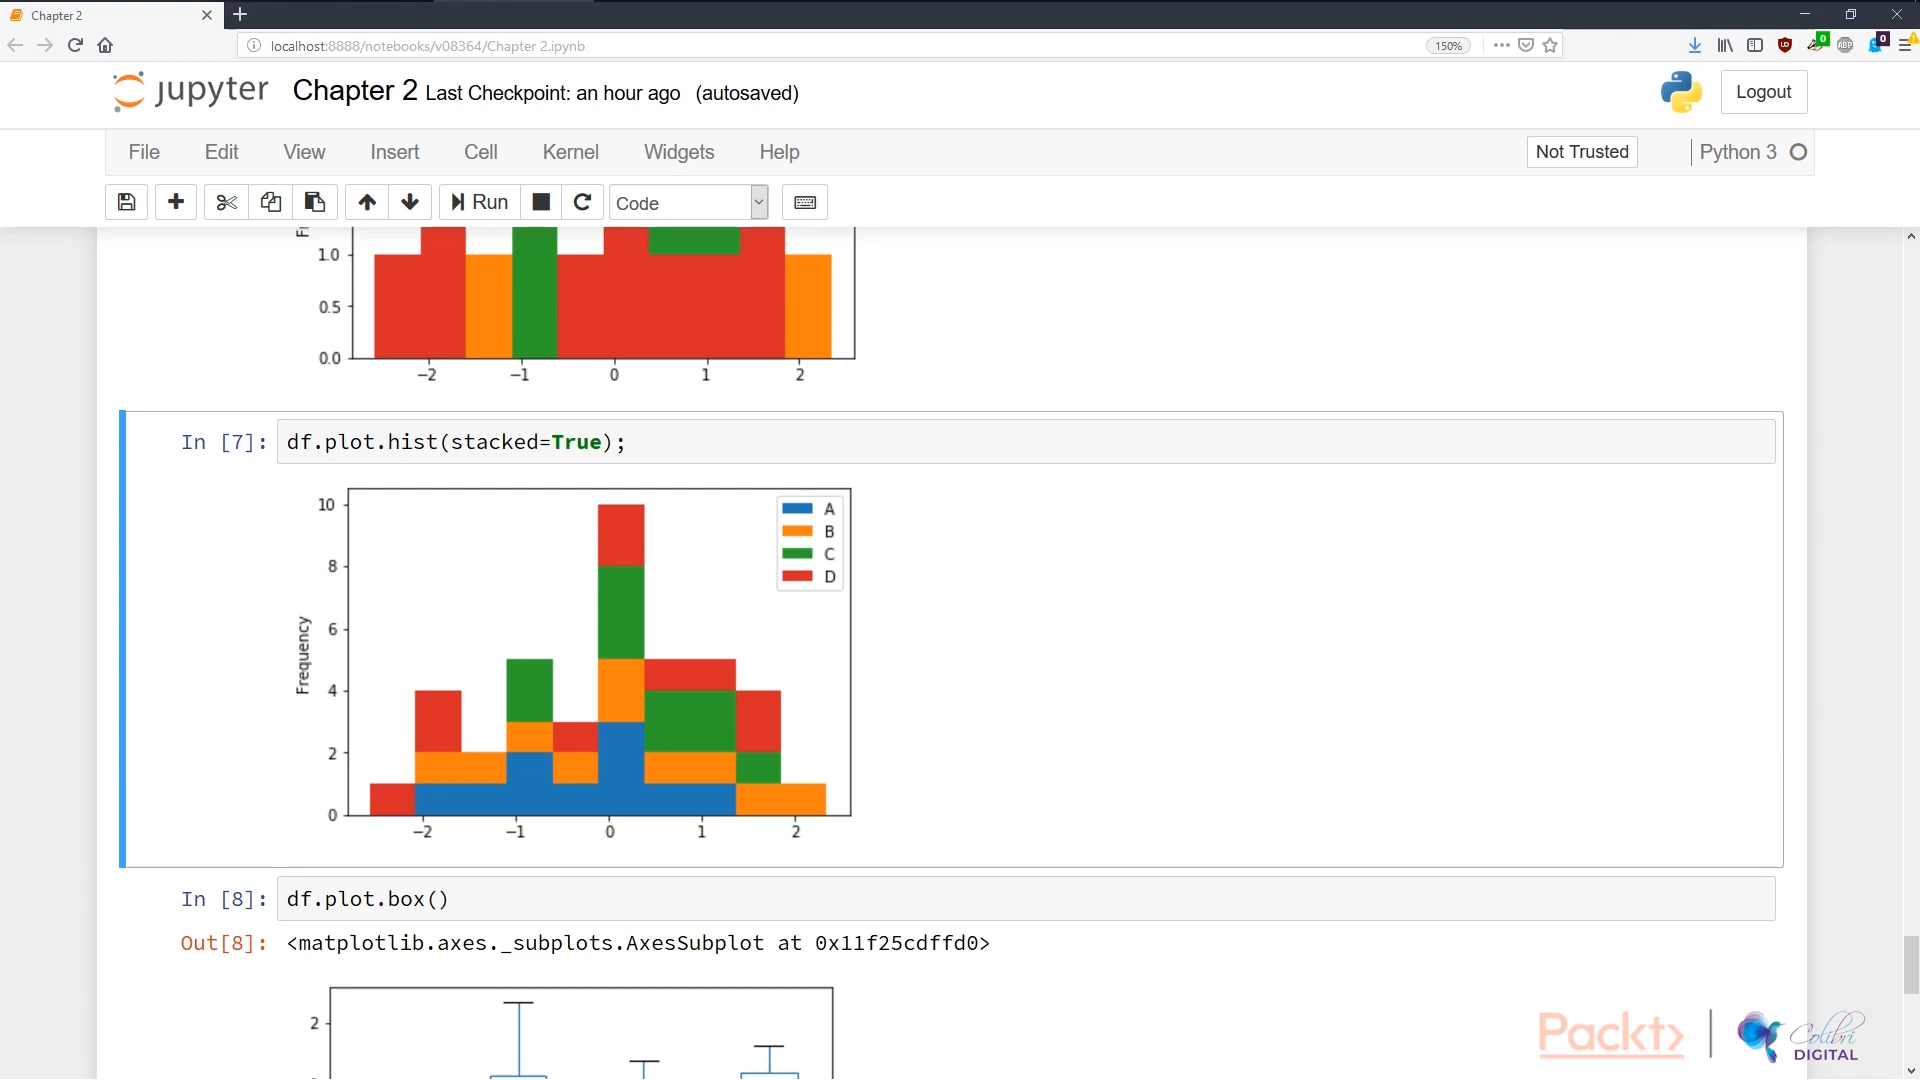 Chapter 2
localhost:8888/notebooks/v08364/Chapter 2.ipynb
150%
0
ABP
0
jupyter Chapter 2 Last Checkpoint: an hour ago (autosaved)
Logout
File Edit View Insert Cell Kernel Widgets Help
Not Trusted
Python 3
Run
Code
1.0
0.5
0.0
−2 −1 0 1 2
In [7]: df.plot.hist(stacked=True);
10
8
6
4
2
0
Frequency
−2 −1 0 1 2
A
B
C
D
In [8]: df.plot.box()
Out[8]: <matplotlib.axes._subplots.AxesSubplot at 0x11f25cdffd0>
2
Packt>
Colibri
DIGITAL